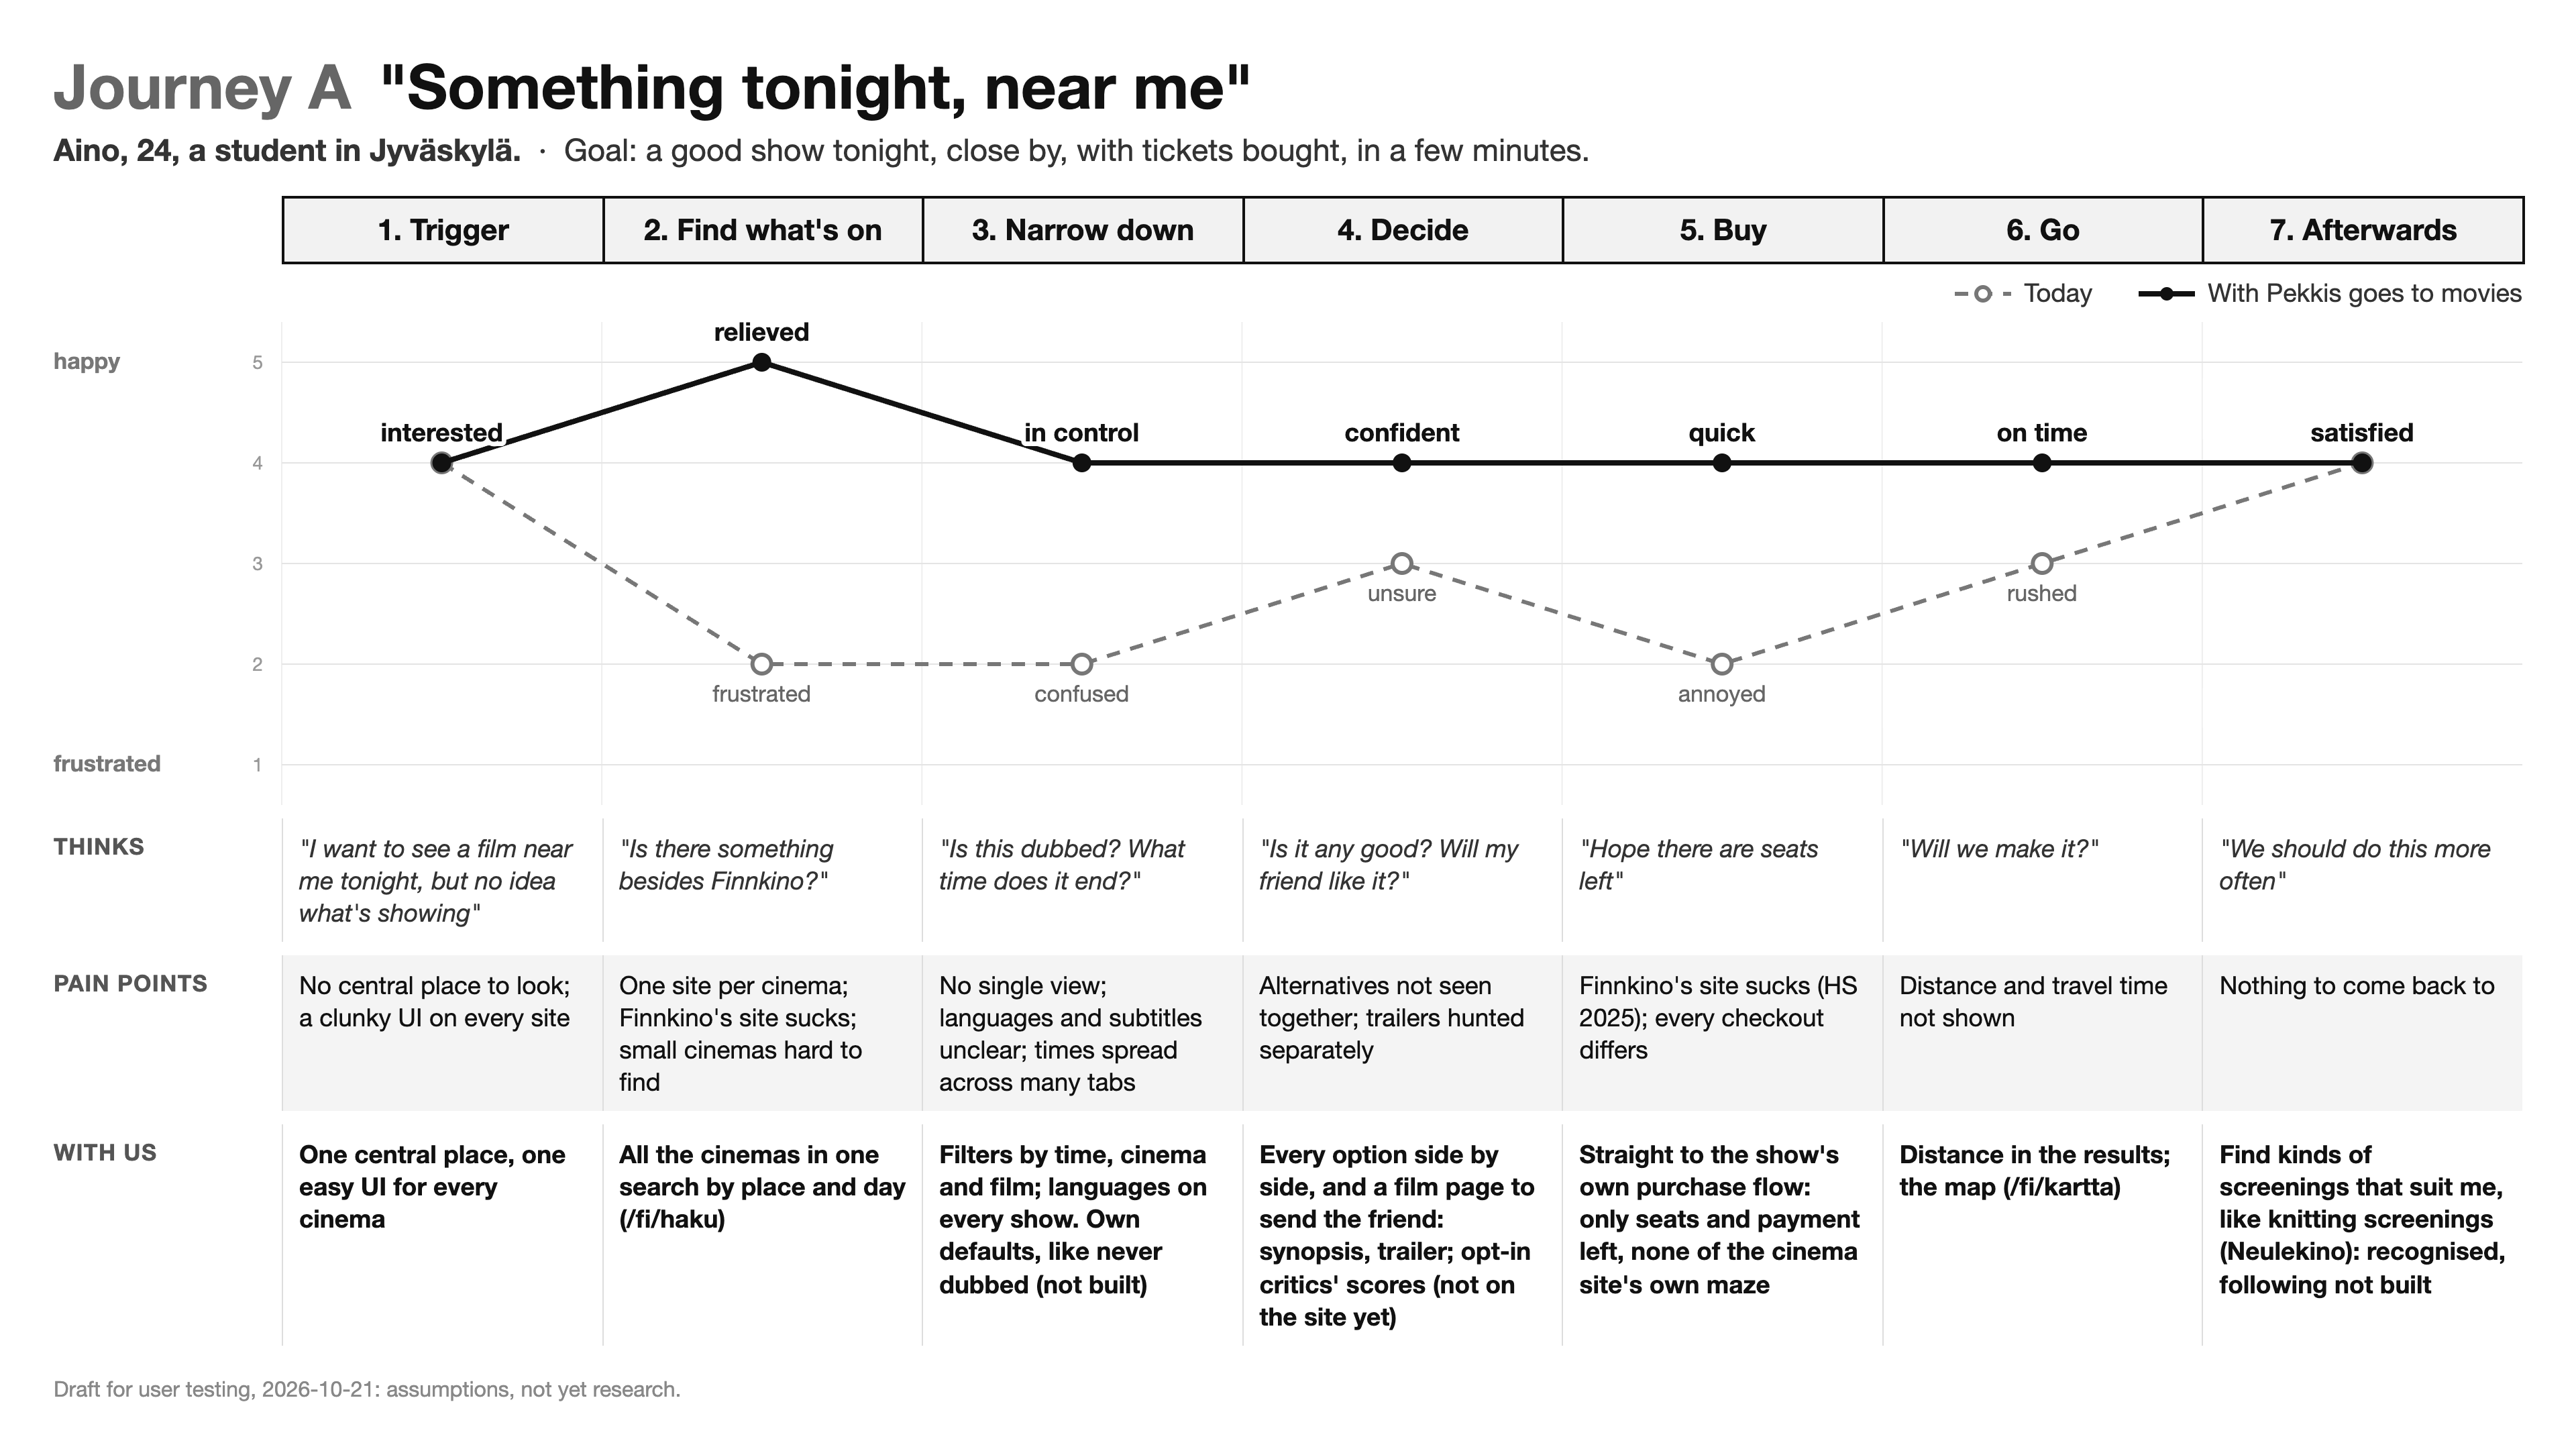 Journey A "Something tonight, near me"
Aino, 24, a student in Jyväskylä. · Goal: a good show tonight, close by, with tickets bought, in a few minutes.
1. Trigger
2. Find what's on
3. Narrow down
4. Decide
5. Buy
6. Go
7. Afterwards
Today
With Pekkis goes to movies
happy
5
4
3
2
frustrated
1
relieved
interested
in control
confident
quick
on time
satisfied
unsure
rushed
frustrated
confused
annoyed
THINKS
"I want to see a film near
me tonight, but no idea
what's showing"
"Is there something
besides Finnkino?"
"Is this dubbed? What
time does it end?"
"Is it any good? Will my
friend like it?"
"Hope there are seats
left"
"Will we make it?"
"We should do this more
often"
PAIN POINTS
No central place to look;
a clunky UI on every site
One site per cinema;
Finnkino's site sucks;
small cinemas hard to
find
No single view;
languages and subtitles
unclear; times spread
across many tabs
Alternatives not seen
together; trailers hunted
separately
Finnkino's site sucks (HS
2025); every checkout
differs
Distance and travel time
not shown
Nothing to come back to
WITH US
One central place, one
easy UI for every
cinema
All the cinemas in one
search by place and day
(/fi/haku)
Filters by time, cinema
and film; languages on
every show. Own
defaults, like never
dubbed (not built)
Every option side by
side, and a film page to
send the friend:
synopsis, trailer; opt-in
critics' scores (not on
the site yet)
Straight to the show's
own purchase flow:
only seats and payment
left, none of the cinema
site's own maze
Distance in the results;
the map (/fi/kartta)
Find kinds of
screenings that suit me,
like knitting screenings
(Neulekino): recognised,
following not built
Draft for user testing, 2026-10-21: assumptions, not yet research.